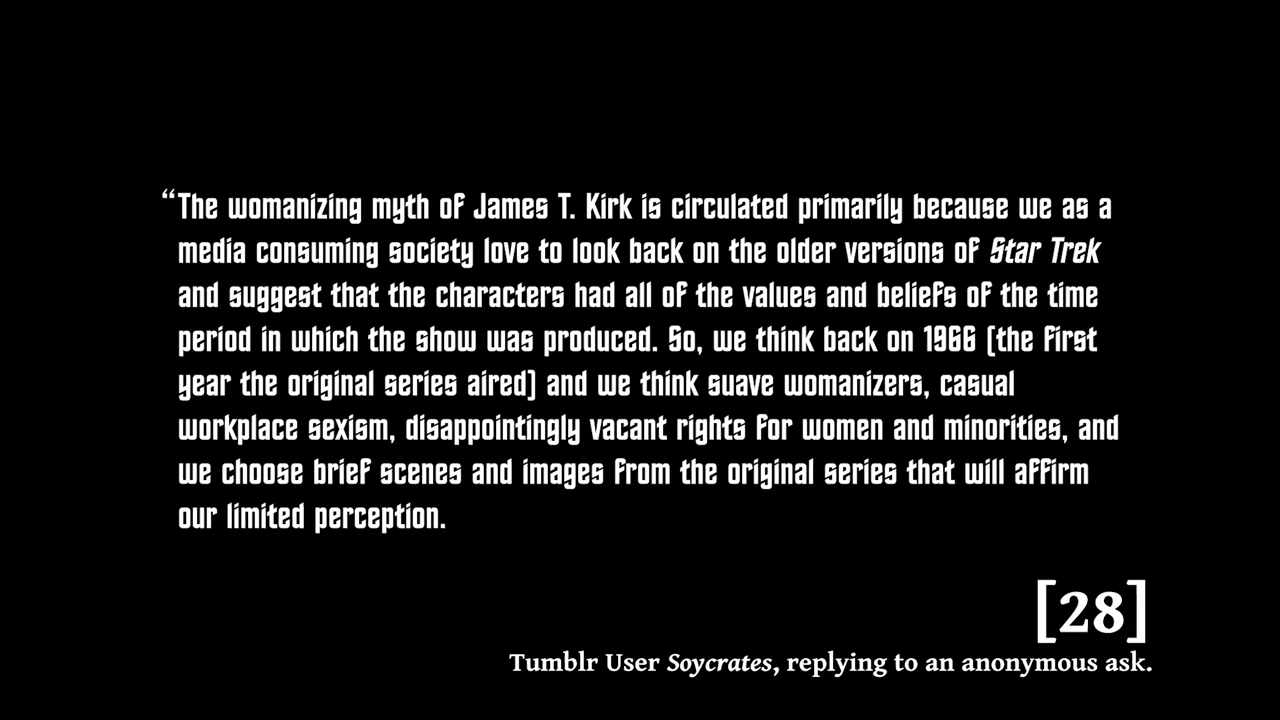 “The womanizing myth of James T. Kirk is circulated primarily because we as a
media consuming society love to look back on the older versions of Star Trek
and suggest that the characters had all of the values and beliefs of the time
period in which the show was produced. So, we think back on 1966 (the first
year the original series aired) and we think suave womanizers, casual
workplace sexism, disappointingly vacant rights for women and minorities, and
we choose brief scenes and images from the original series that will affirm
our limited perception.
[28]
Tumblr User Soycrates, replying to an anonymous ask.